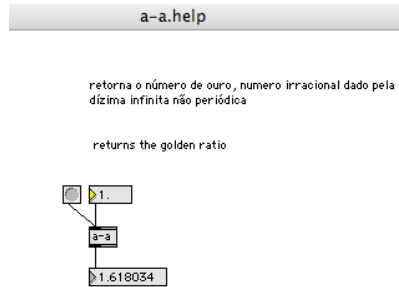 a-a.help
retorna o número de ouro, numero irracional dado pela
dízima infinita não periódica
returns the golden ratio
1.
a-a
1.618034